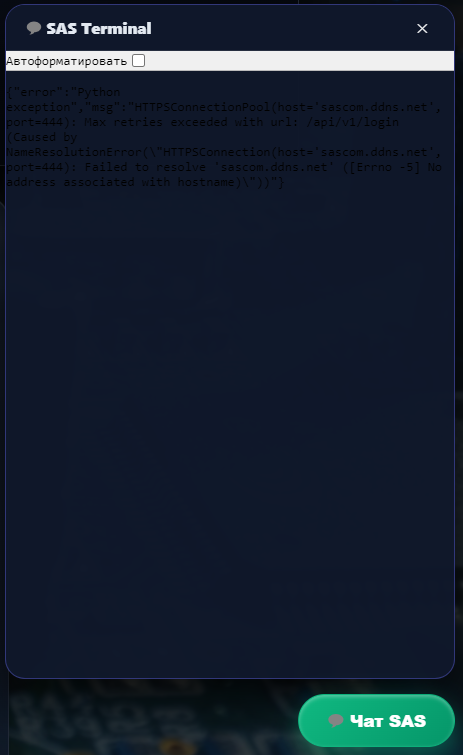 SAS Terminal
Автоформатировать
{"error":"Python
exception","msg":"HTTPSConnectionPool(host='sascom.ddns.net',
port=444): Max retries exceeded with url: /api/v1/login
(Caused by
NameResolutionError(\"HTTPSConnection(host='sascom.ddns.net',
port=444): Failed to resolve 'sascom.ddns.net' ([Errno -5] No
address associated with hostname)\"))"}
Чат SAS